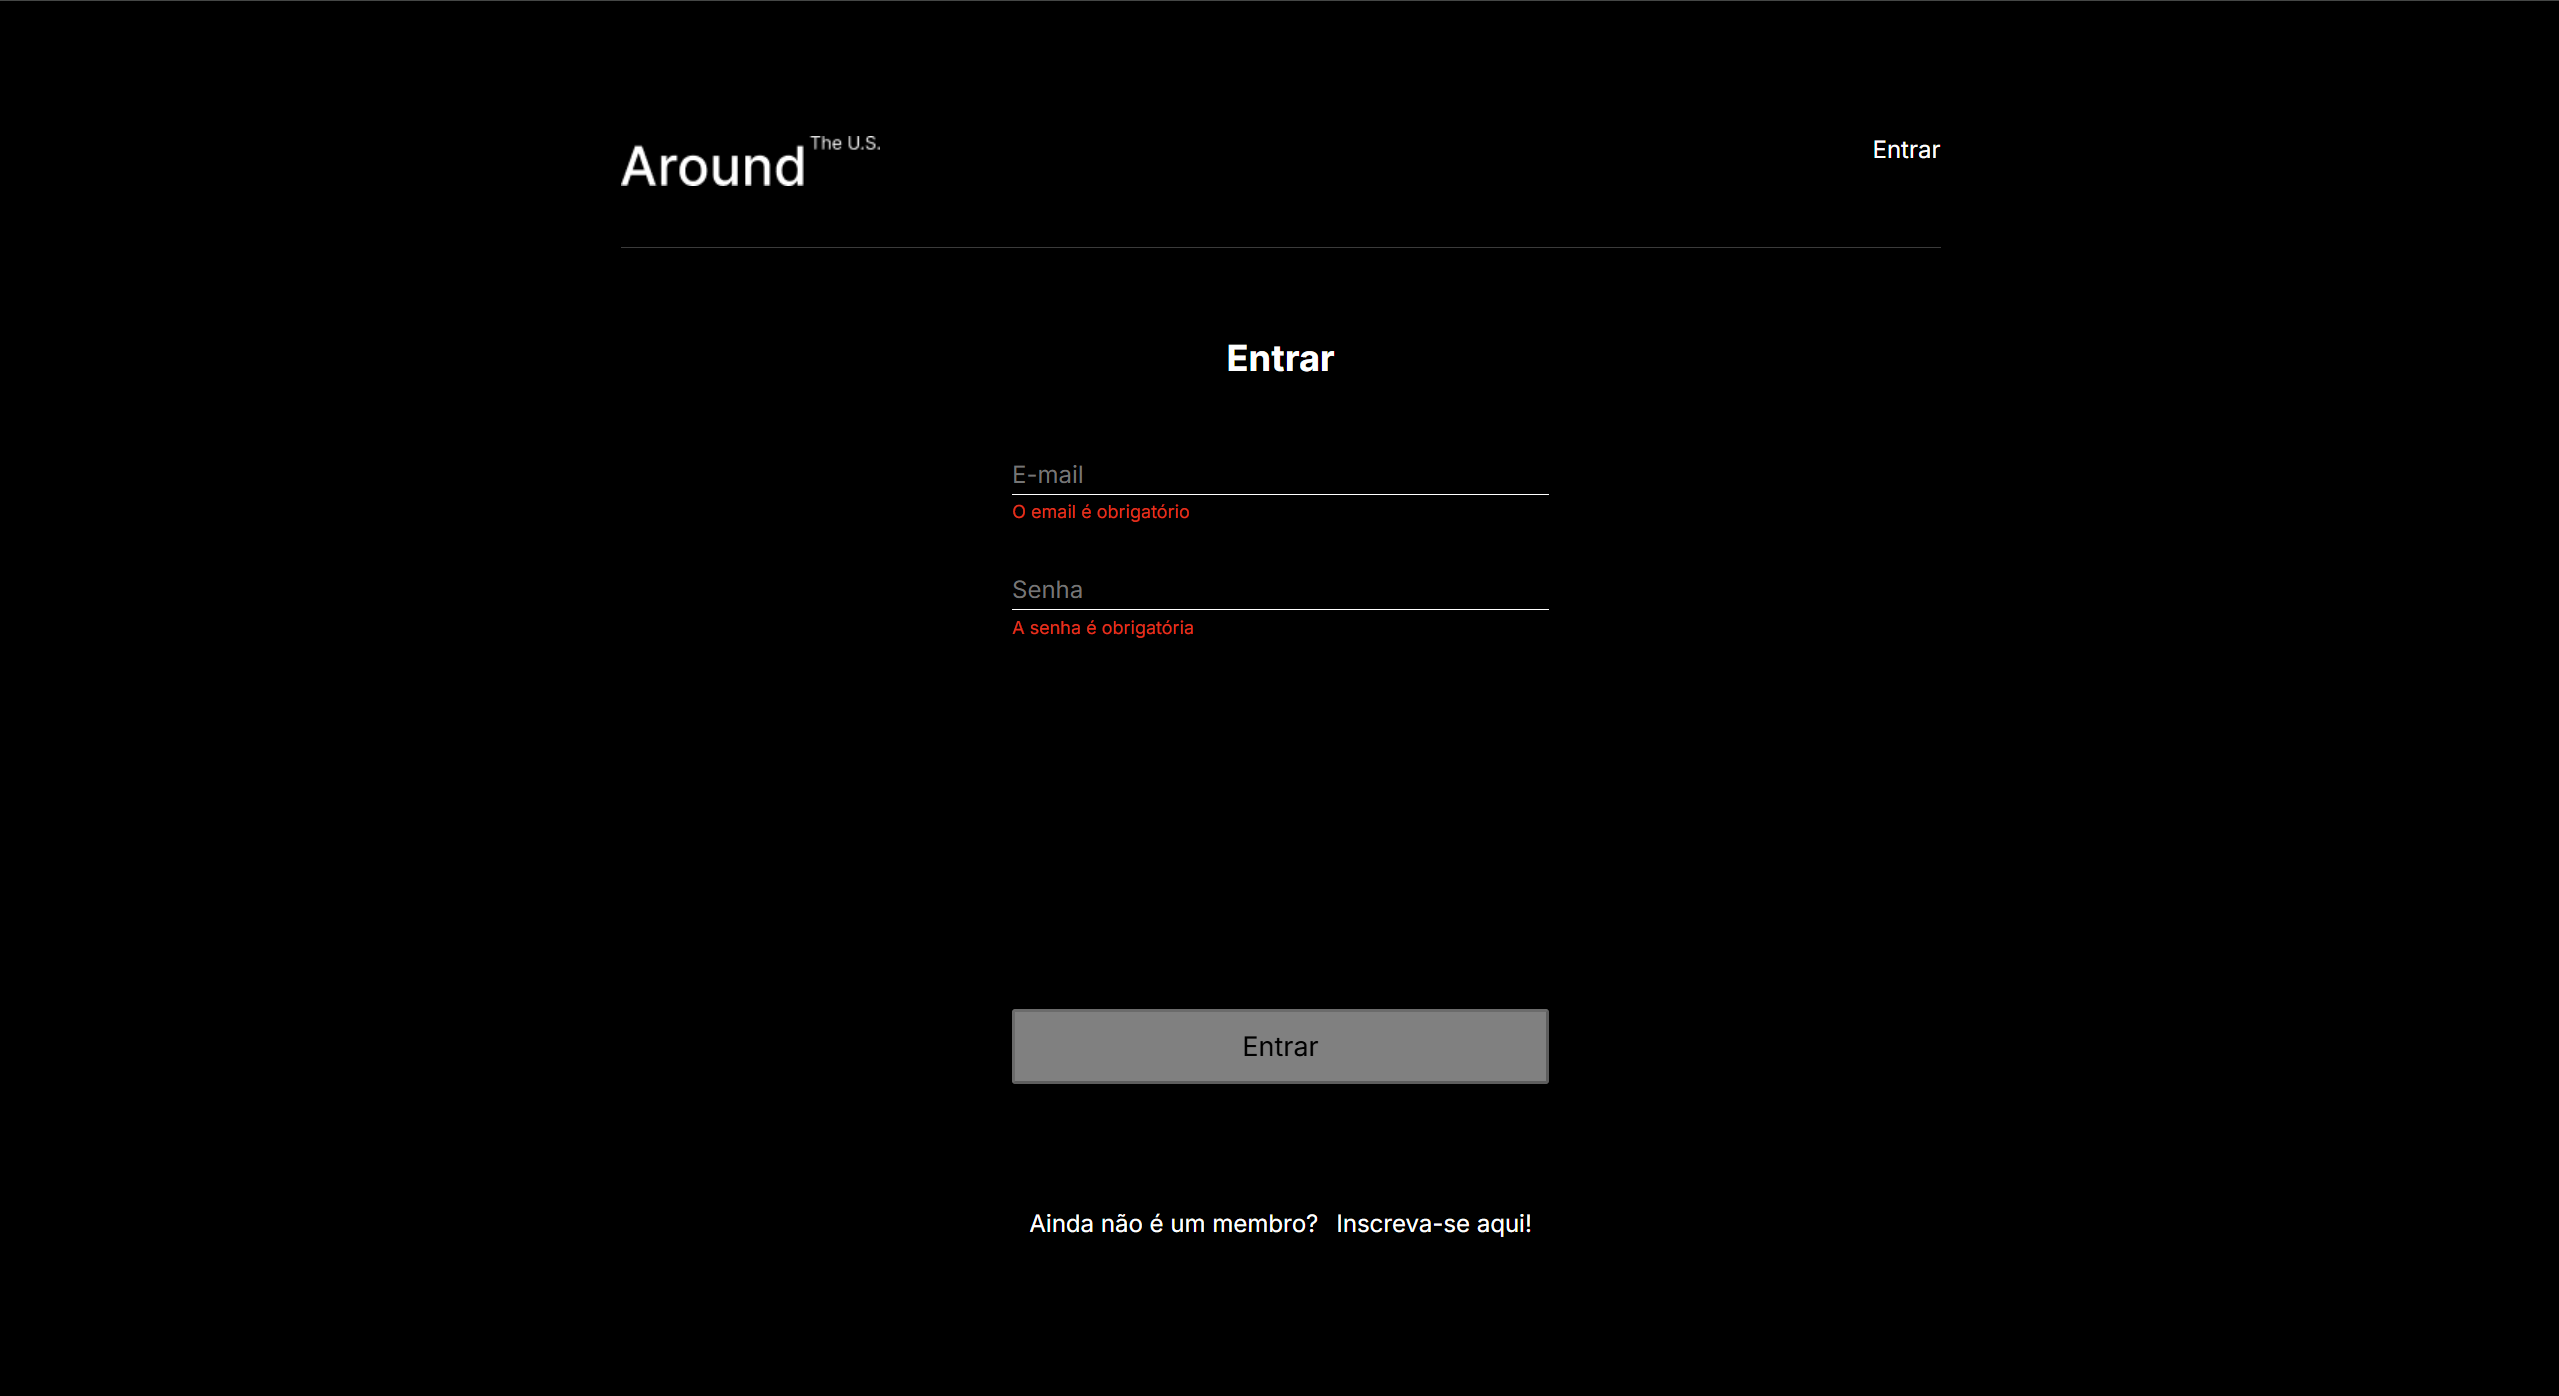 Around The U.S.
Entrar
Entrar
E-mail
O email é obrigatório
Senha
A senha é obrigatória
Entrar
Ainda não é um membro? Inscreva-se aqui!